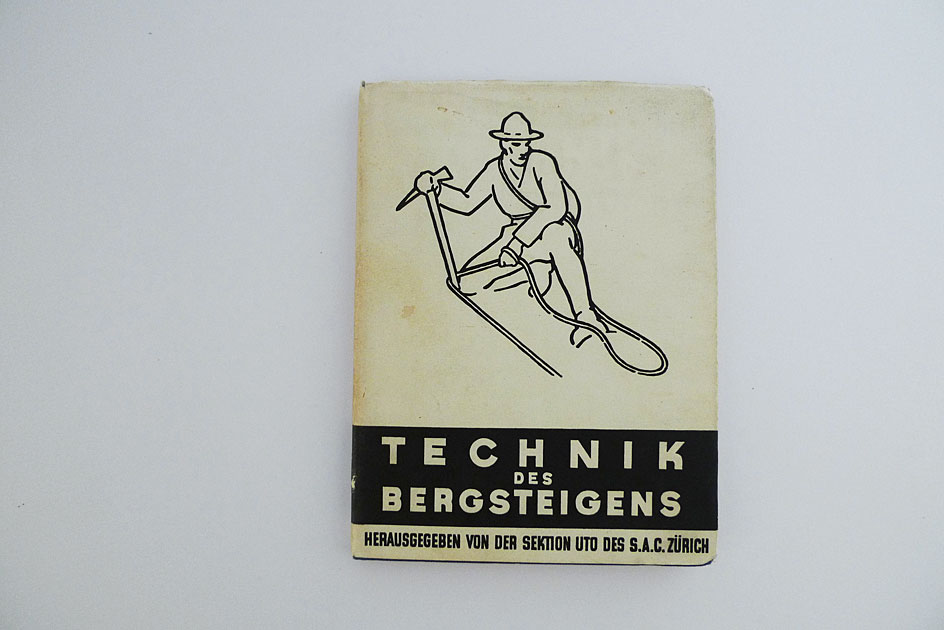 TECHNIK
DES
BERGSTEIGENS
HERAUSGEGEBEN VON DER SEKTION UTO DES S.A.C. ZÜRICH